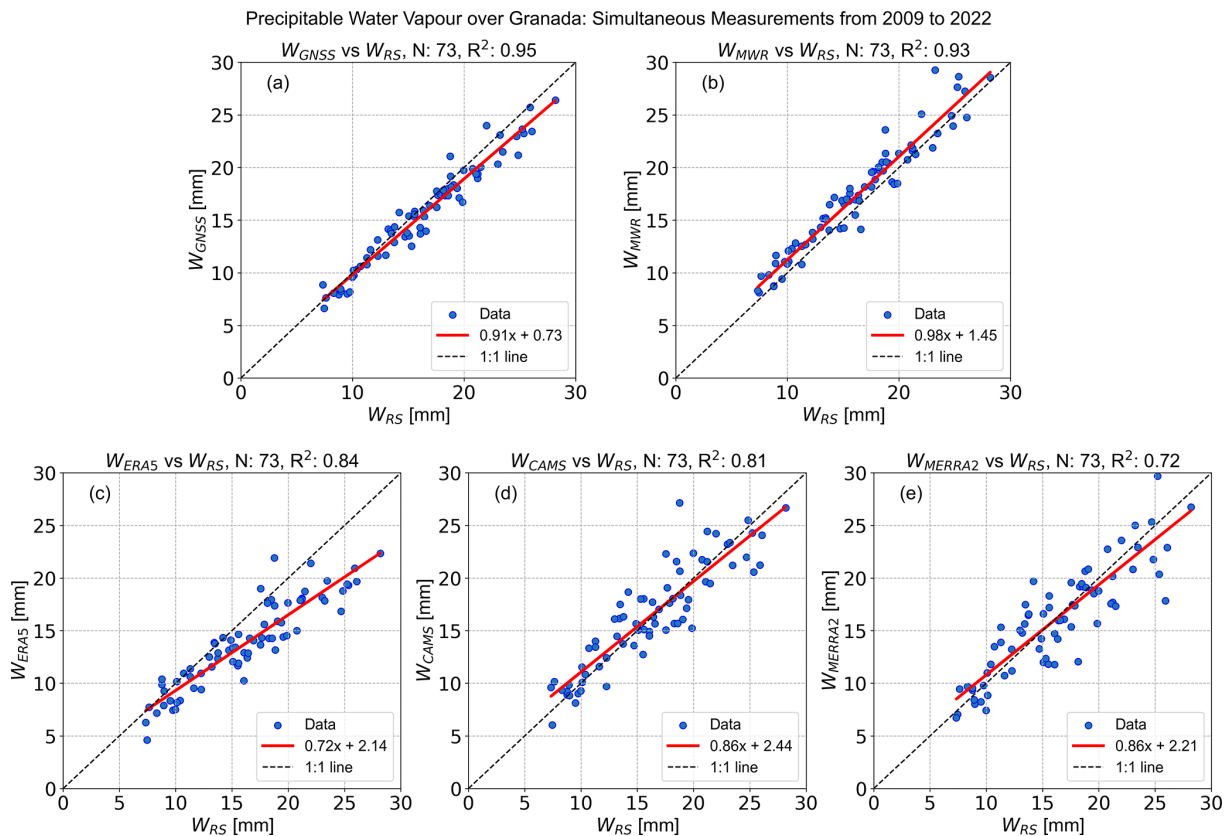 Precipitable Water Vapour over Granada: Simultaneous Measurements from 2009 to 2022
W_GNSS vs W_RS, N: 73, R²: 0.95
(a)
30
25
20
15
10
5
0
W_GNSS [mm]
0 10 20 30
W_RS [mm]
Data
0.91x + 0.73
1:1 line
W_MWR vs W_RS, N: 73, R²: 0.93
(b)
30
25
20
15
10
5
0
W_MWR [mm]
0 10 20 30
W_RS [mm]
Data
0.98x + 1.45
1:1 line
W_ERA5 vs W_RS, N: 73, R²: 0.84
(c)
30
25
20
15
10
5
0
W_ERA5 [mm]
0 5 10 15 20 25 30
W_RS [mm]
Data
0.72x + 2.14
1:1 line
W_CAMS vs W_RS, N: 73, R²: 0.81
(d)
30
25
20
15
10
5
0
W_CAMS [mm]
0 5 10 15 20 25 30
W_RS [mm]
Data
0.86x + 2.44
1:1 line
W_MERRA2 vs W_RS, N: 73, R²: 0.72
(e)
30
25
20
15
10
5
0
W_MERRA2 [mm]
0 5 10 15 20 25 30
W_RS [mm]
Data
0.86x + 2.21
1:1 line